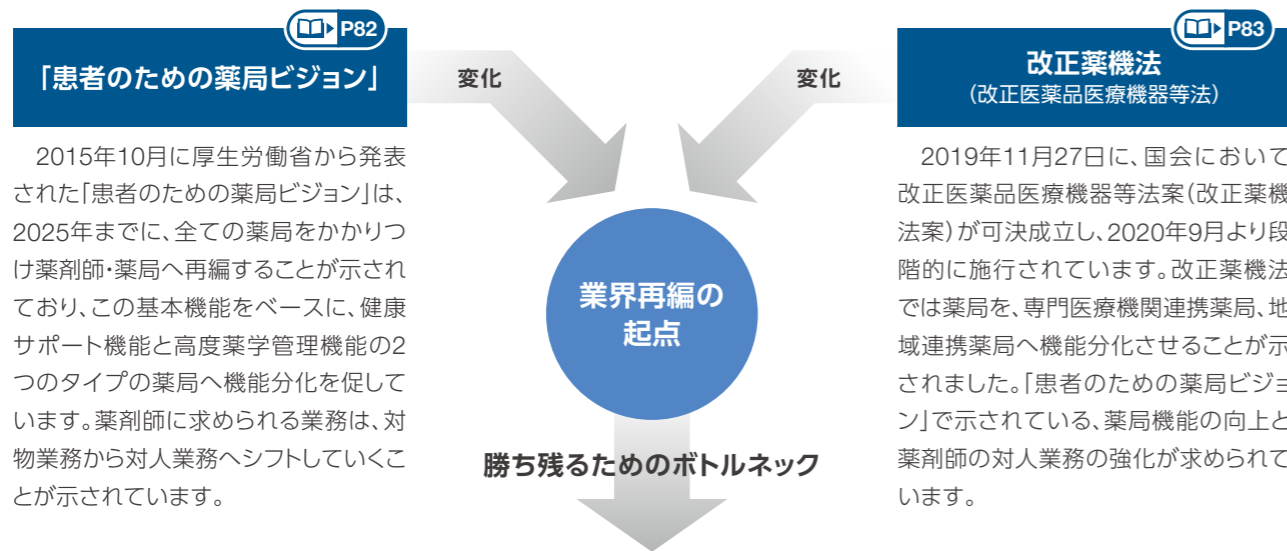 P82
「患者のための薬局ビジョン」
2015年10月に厚生労働省から発表
された「患者のための薬局ビジョン」は、
2025年までに、全ての薬局をかかりつ
け薬剤師・薬局へ再編することが示され
ており、この基本機能をベースに、健康
サポート機能と高度薬学管理機能の2
つのタイプの薬局へ機能分化を促して
います。薬剤師に求められる業務は、対
物業務から対人業務へシフトしていくこ
とが示されています。
変化
変化
業界再編の
起点
勝ち残るためのボトルネック
P83
改正薬機法
(改正医薬品医療機器等法)
2019年11月27日に、国会において
改正医薬品医療機器等法案(改正薬機
法案)が可決成立し、2020年9月より段
階的に施行されています。改正薬機法
では薬局を、専門医療機関連携薬局、地
域連携薬局へ機能分化させることが示
されました。「患者のための薬局ビジョ
ン」で示されている、薬局機能の向上と
薬剤師の対人業務の強化が求められて
います。